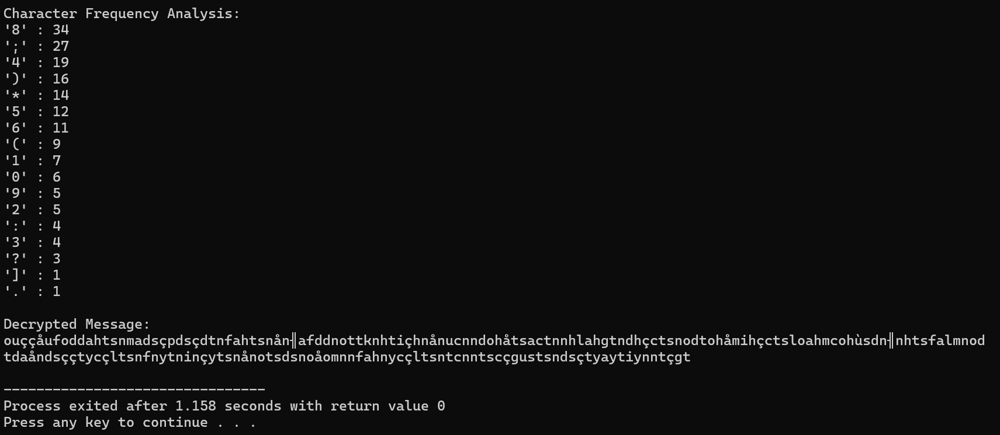 Character Frequency Analysis:
'8' : 34
';' : 27
'4' : 19
')' : 16
'*' : 14
'5' : 12
'6' : 11
'(' : 9
'1' : 7
'0' : 6
'9' : 5
'2' : 5
':' : 4
'3' : 4
'?' : 3
']' : 1
'.' : 1
Decrypted Message:
ouççåufoddahtsnmadsçpdsçdtnfahtsnån╢afddnottknhtiçhnånucnndohåtsactnnhlahgtndhçctsnodtohåmihçctsloahmcohùsdn╢nhtsfalmnod
tdaåndsççtycçltsnfnytninçytsnånotsdsnoåomnnfahnycçltsntcnntscçgustsndsçtyaytiynntçgt
--------------------------------
Process exited after 1.158 seconds with return value 0
Press any key to continue . . .